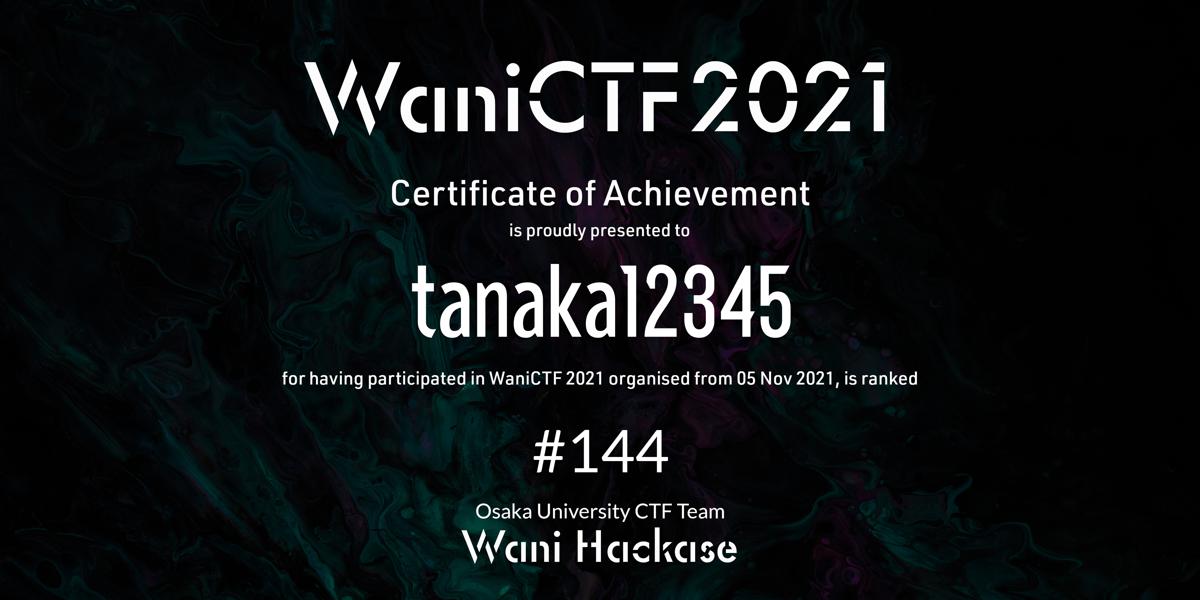 WaniCTF2021
Certificate of Achievement
is proudly presented to
tanaka12345
for having participated in WaniCTF 2021 organised from 05 Nov 2021, is ranked
#144
Osaka University CTF Team
Wani Hackase